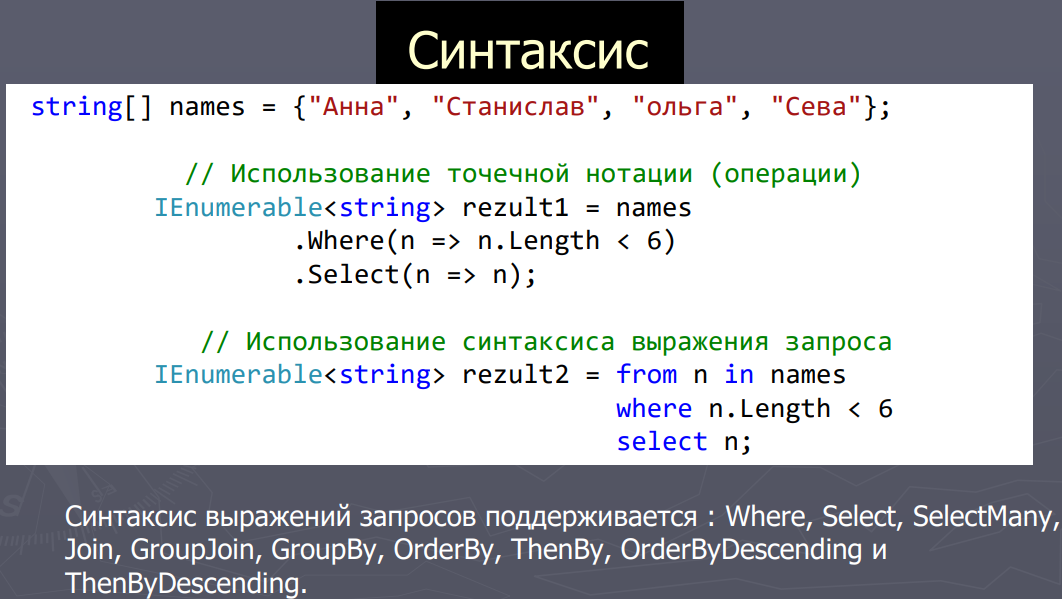 Синтаксис
string[] names = {"Анна", "Станислав", "ольга", "Сева"};
// Использование точечной нотации (операции)
IEnumerable<string> rezult1 = names
.Where(n => n.Length < 6)
.Select(n => n);
// Использование синтаксиса выражения запроса
IEnumerable<string> rezult2 = from n in names
where n.Length < 6
select n;
Синтаксис выражений запросов поддерживается : Where, Select, SelectMany,
Join, GroupJoin, GroupBy, OrderBy, ThenBy, OrderByDescending и
ThenByDescending.